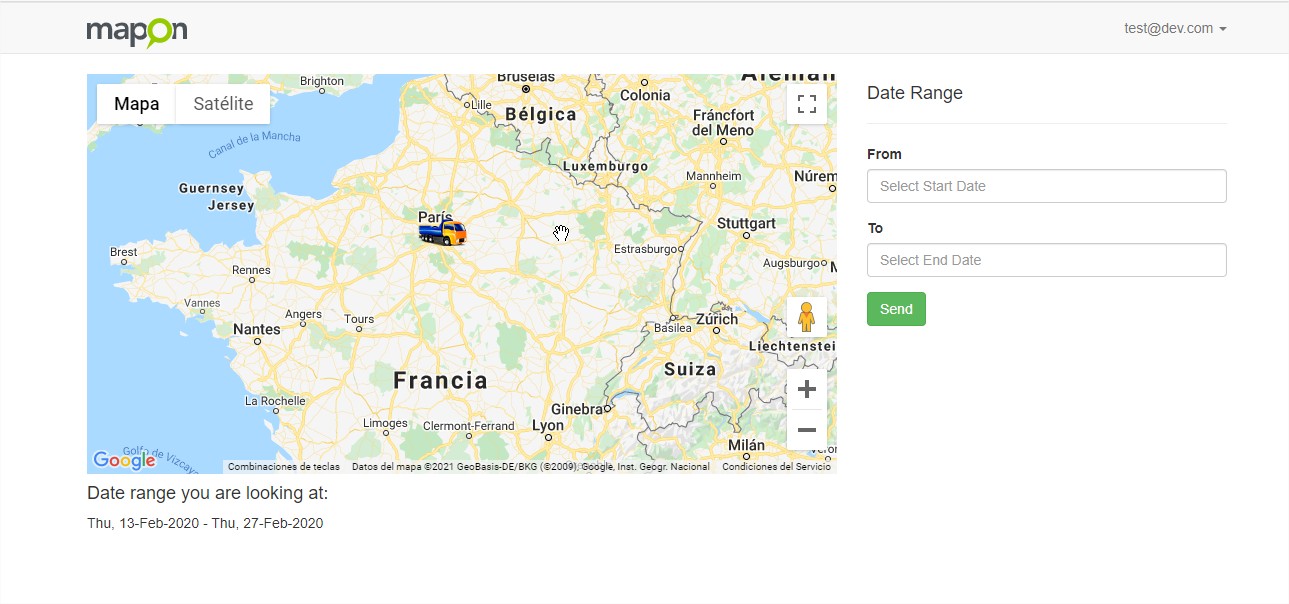 mapon
test@dev.com
Mapa
Satélite
Brighton
Bruselas
Lille
Bélgica
Colonia
Fráncfort
del Meno
Canal de la Mancha
Luxemburgo
Mannheim
Núrem
Guernsey
Jersey
París
Stuttgart
Estrasburgo
Augsburgo
Brest
Rennes
Vannes
Angers
Tours
Nantes
Basilea
Zúrich
Liechtenstei
Francia
Suiza
La Rochelle
Ginebra
Limoges
Clermont-Ferrand
Lyon
Milán
Golfo de Vizcay
Google
Combinaciones de teclas
Datos del mapa ©2021 GeoBasis-DE/BKG (©2009), Google, Inst. Geogr. Nacional
Condiciones del Servicio
Date range you are looking at:
Thu, 13-Feb-2020 - Thu, 27-Feb-2020
Date Range
From
Select Start Date
To
Select End Date
Send